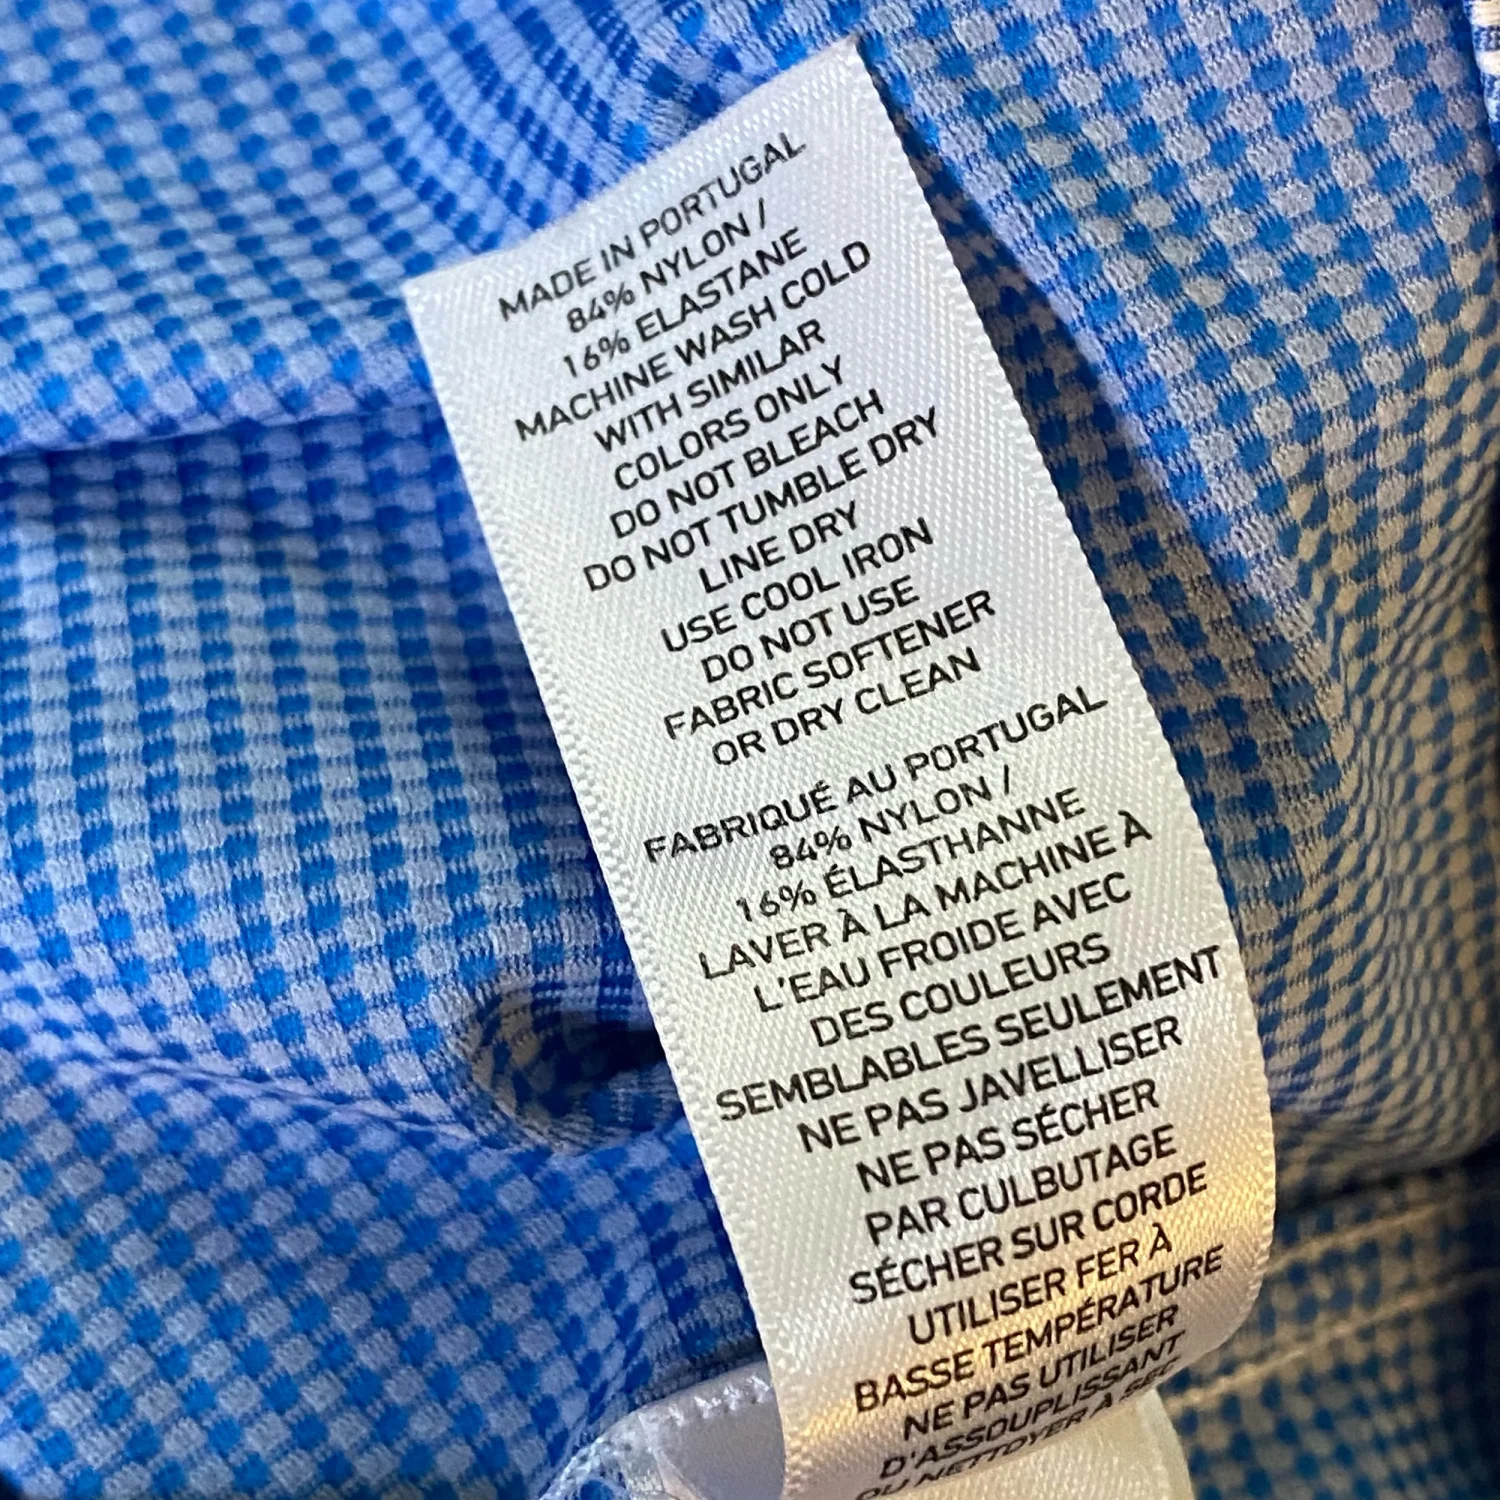 MADE IN PORTUGAL
84% NYLON /
16% ELASTANE
MACHINE WASH COLD
WITH SIMILAR
COLORS ONLY
DO NOT BLEACH
DO NOT TUMBLE DRY
LINE DRY
USE COOL IRON
DO NOT USE
FABRIC SOFTENER
OR DRY CLEAN
FABRIQUÉ AU PORTUGAL
84% NYLON /
16% ÉLASTHANNE
LAVER À LA MACHINE À
L'EAU FROIDE AVEC
DES COULEURS
SEMBLABLES SEULEMENT
NE PAS JAVELLISER
NE PAS SÉCHER
PAR CULBUTAGE
SÉCHER SUR CORDE
UTILISER FER À
BASSE TEMPÉRATURE
NE PAS UTILISER
D'ASSOUPLISSANT
OU NETTOYER À SEC